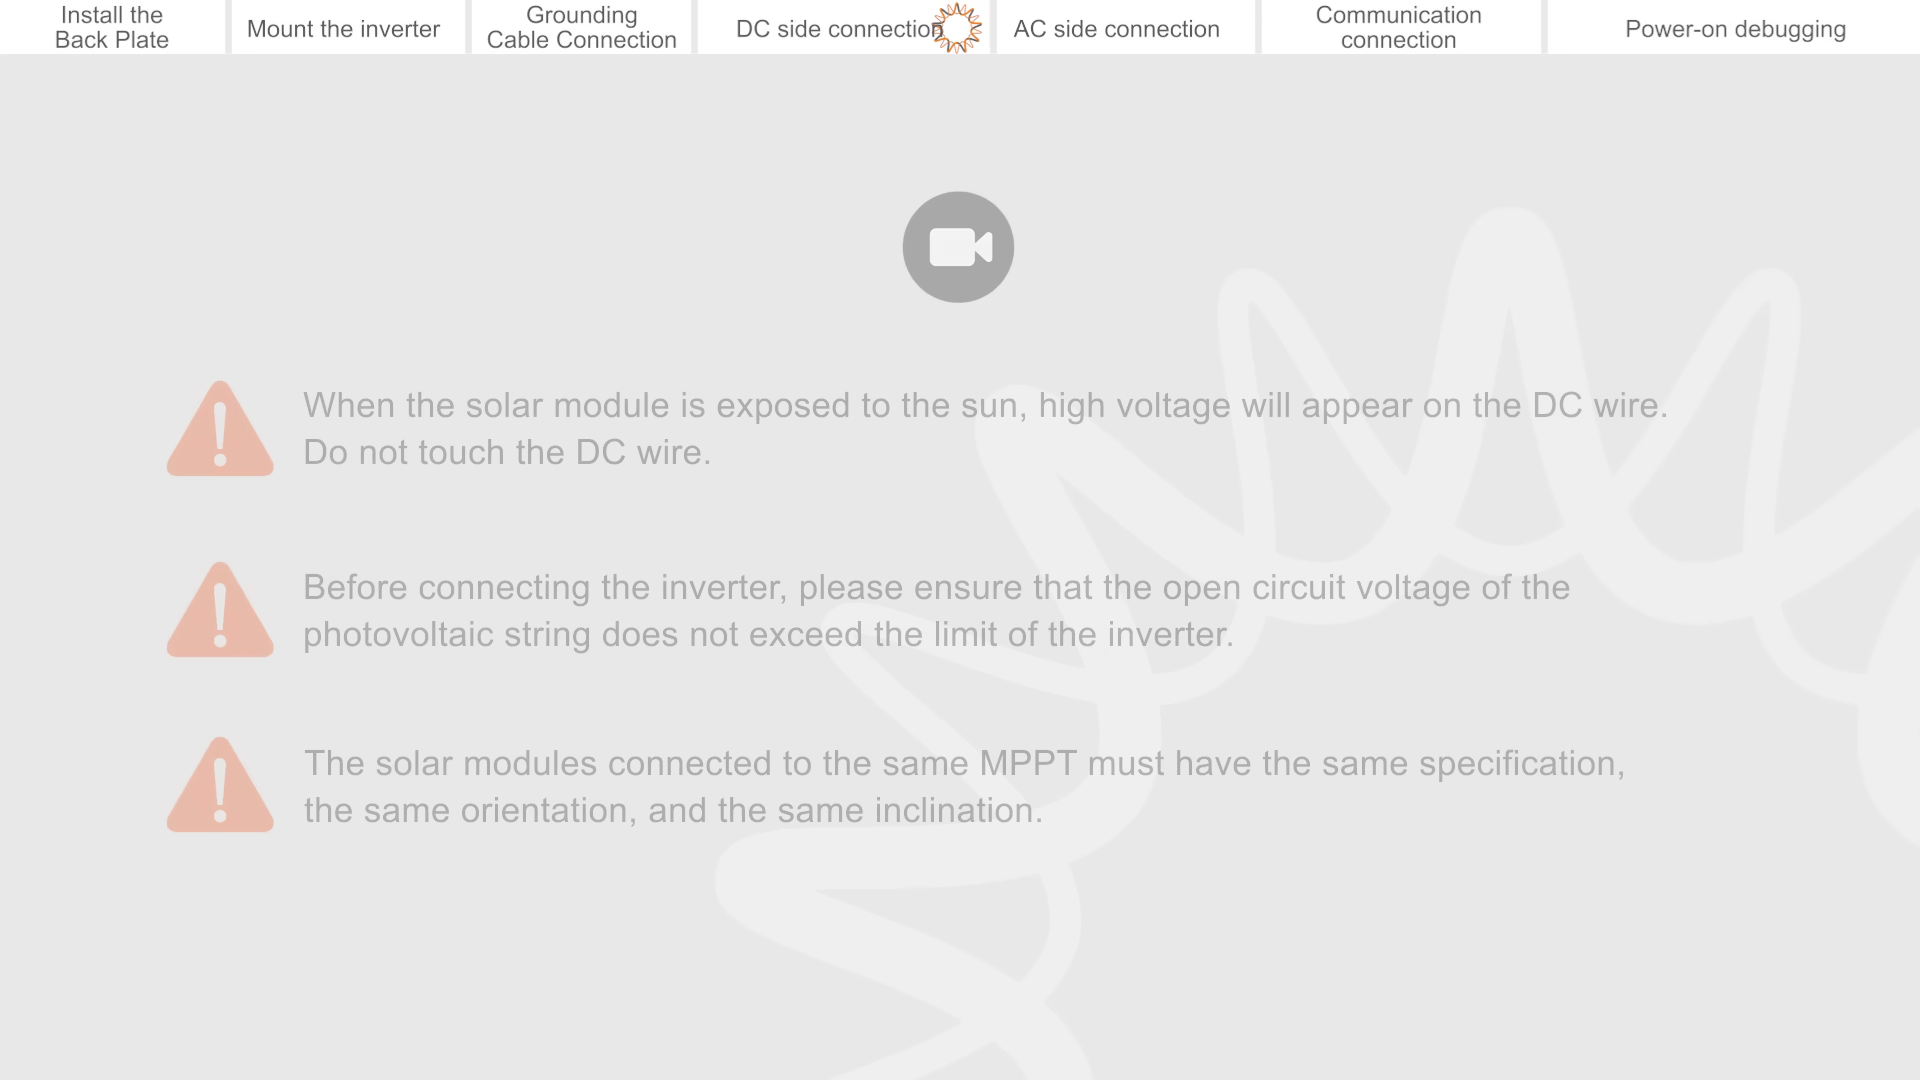 Install the
Back Plate
Mount the inverter
Grounding
Cable Connection
DC side connection
AC side connection
Communication
connection
Power-on debugging
When the solar module is exposed to the sun, high voltage will appear on the DC wire.
Do not touch the DC wire.
Before connecting the inverter, please ensure that the open circuit voltage of the
photovoltaic string does not exceed the limit of the inverter.
The solar modules connected to the same MPPT must have the same specification,
the same orientation, and the same inclination.